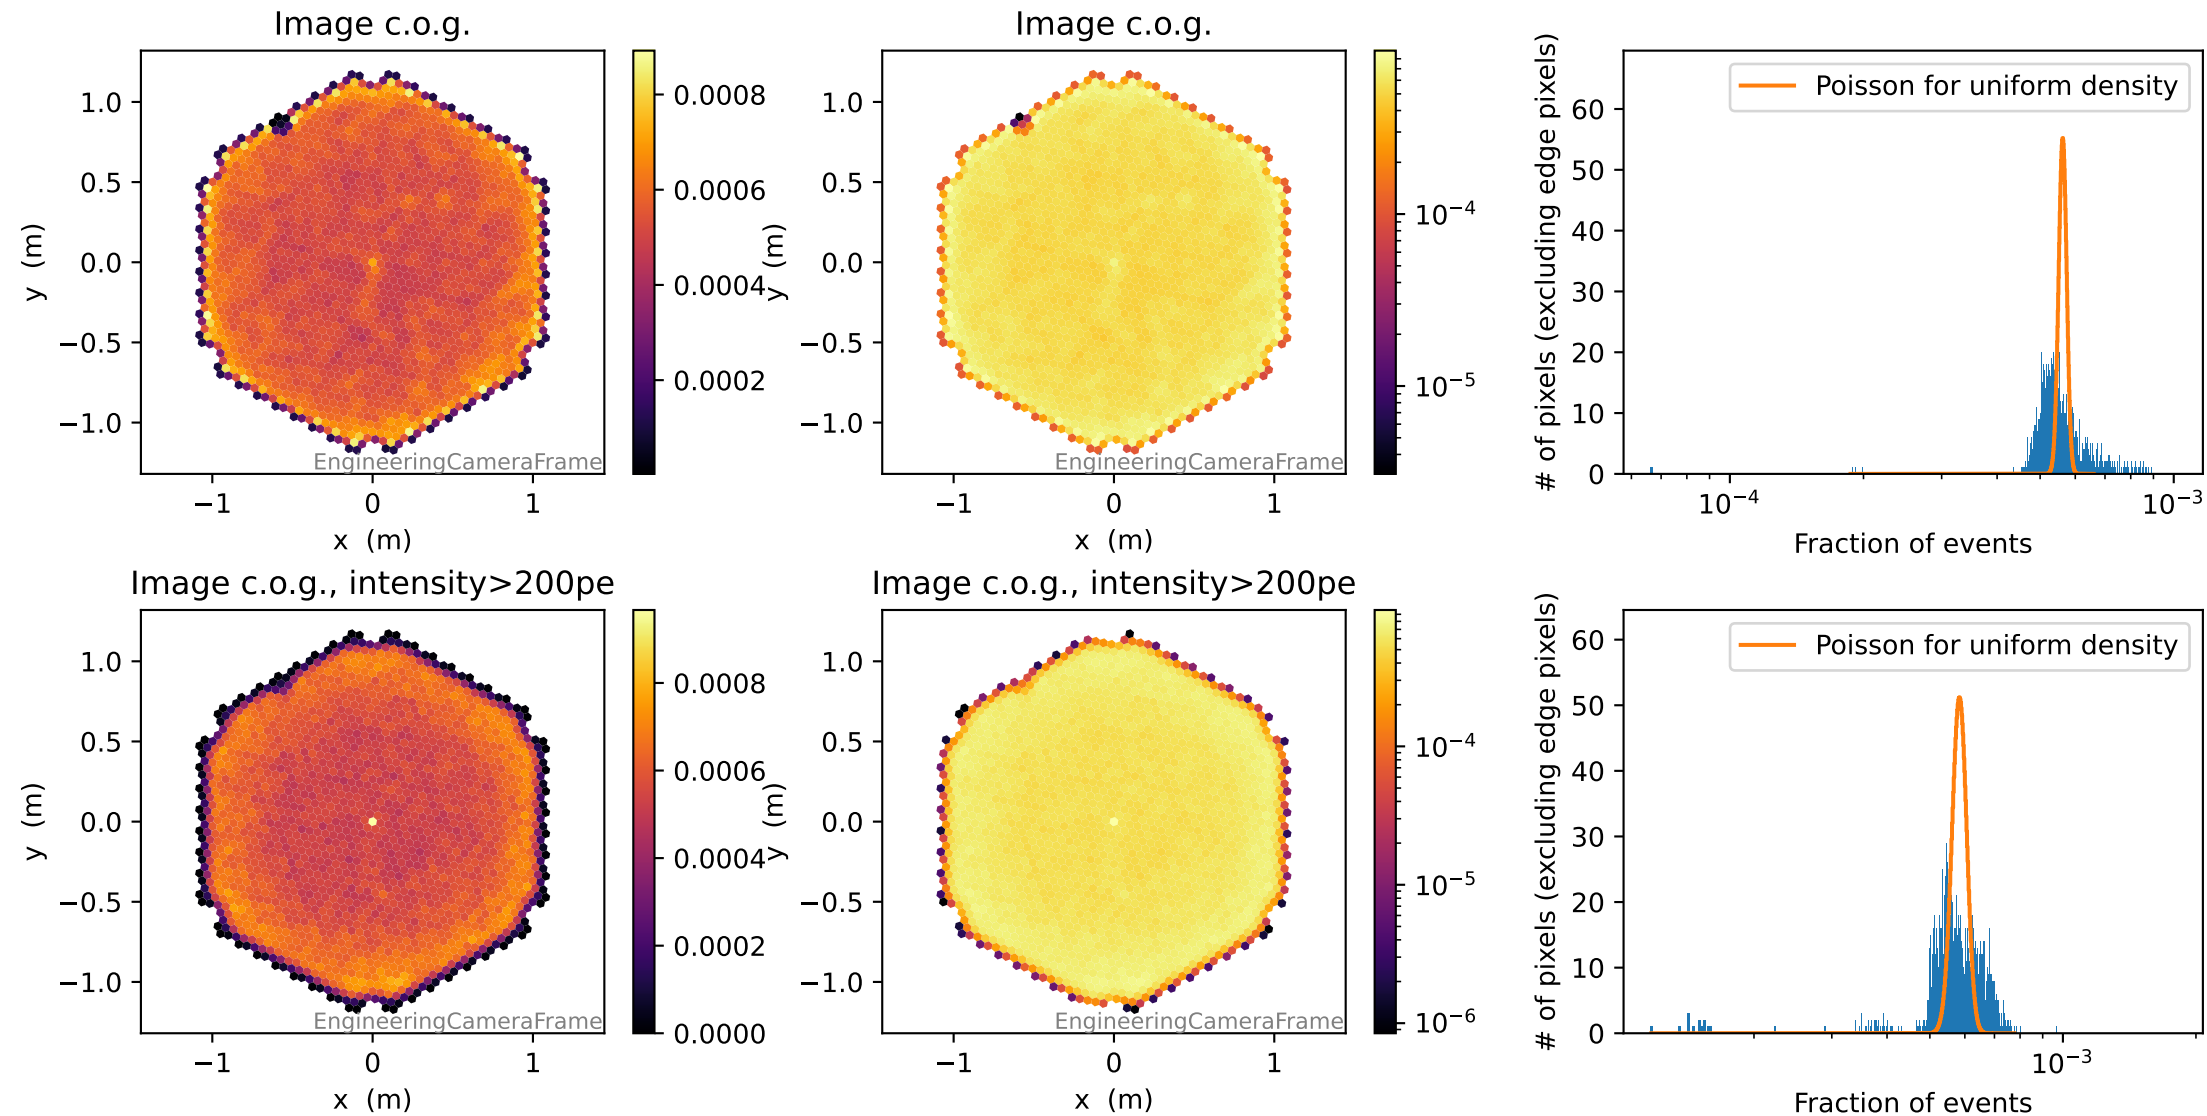 Image c.o.g.
1.0
0.5
0.0
−0.5
−1.0
y (m)
−1
0
1
x (m)
EngineeringCameraFrame
0.0008
0.0006
0.0004
0.0002
Image c.o.g.
1.0
0.5
0.0
−0.5
−1.0
y (m)
−1
0
1
x (m)
EngineeringCameraFrame
10⁻⁴
10⁻⁵
Poisson for uniform density
# of pixels (excluding edge pixels)
60
50
40
30
20
10
0
10⁻⁴
10⁻³
Fraction of events
Image c.o.g., intensity>200pe
1.0
0.5
0.0
−0.5
−1.0
y (m)
−1
0
1
x (m)
EngineeringCameraFrame
0.0008
0.0006
0.0004
0.0002
0.0000
Image c.o.g., intensity>200pe
1.0
0.5
0.0
−0.5
−1.0
y (m)
−1
0
1
x (m)
EngineeringCameraFrame
10⁻⁴
10⁻⁵
10⁻⁶
Poisson for uniform density
# of pixels (excluding edge pixels)
60
50
40
30
20
10
0
10⁻³
Fraction of events